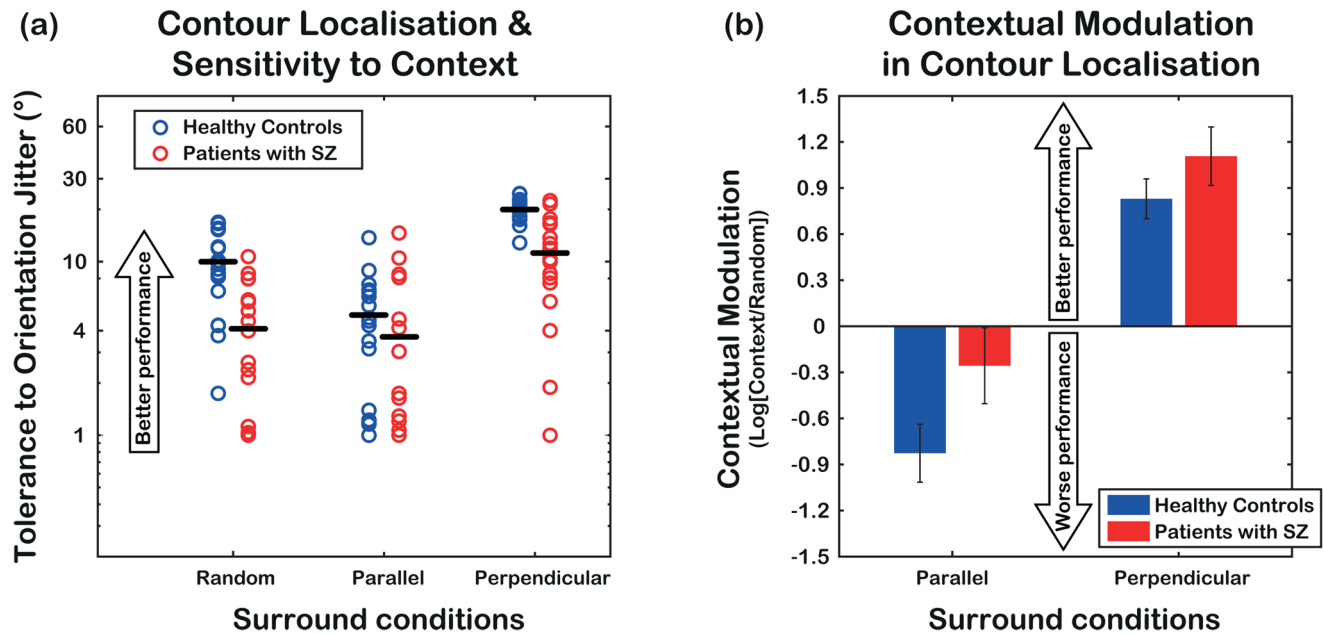 (a)
Contour Localisation &
Sensitivity to Context
Tolerance to Orientation Jitter (°)
60
30
10
4
1
Healthy Controls
Patients with SZ
Better performance
Random
Parallel
Perpendicular
Surround conditions
(b)
Contextual Modulation
in Contour Localisation
Contextual Modulation
(Log[Context/Random])
1.5
1.2
0.9
0.6
0.3
0
-0.3
-0.6
-0.9
-1.2
-1.5
Better performance
Worse performance
Healthy Controls
Patients with SZ
Parallel
Perpendicular
Surround conditions